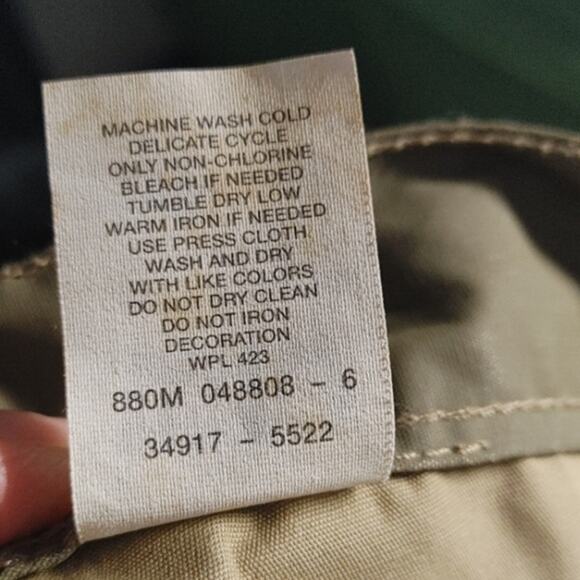 MACHINE WASH COLD
DELICATE CYCLE
ONLY NON-CHLORINE
BLEACH IF NEEDED
TUMBLE DRY LOW
WARM IRON IF NEEDED
USE PRESS CLOTH
WASH AND DRY
WITH LIKE COLORS
DO NOT DRY CLEAN
DO NOT IRON
DECORATION
WPL 423
880M 048808 - 6
34917 - 5522